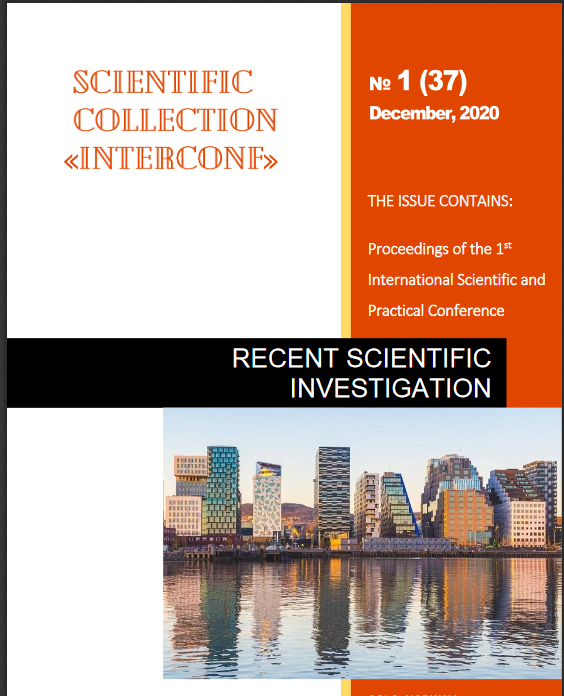 SCIENTIFIC
COLLECTION
«INTERCONF»
№ 1 (37)
December, 2020
THE ISSUE CONTAINS:
Proceedings of the 1st
International Scientific and
Practical Conference
RECENT SCIENTIFIC
INVESTIGATION